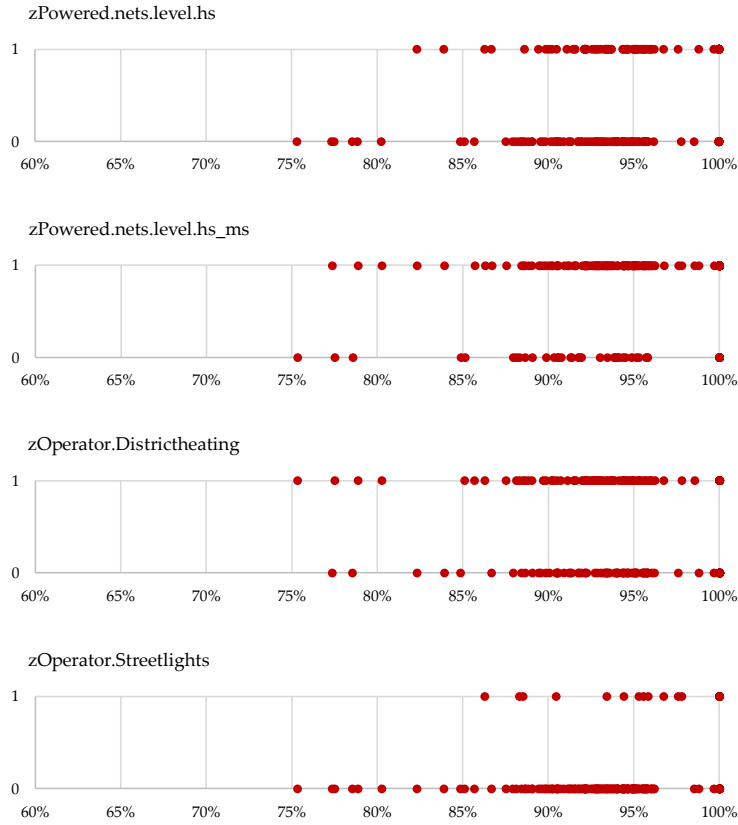 zPowered.nets.level.hs
1
0
60% 65% 70% 75% 80% 85% 90% 95% 100%
zPowered.nets.level.hs_ms
1
0
60% 65% 70% 75% 80% 85% 90% 95% 100%
zOperator.Districtheating
1
0
60% 65% 70% 75% 80% 85% 90% 95% 100%
zOperator.Streetlights
1
0
60% 65% 70% 75% 80% 85% 90% 95% 100%